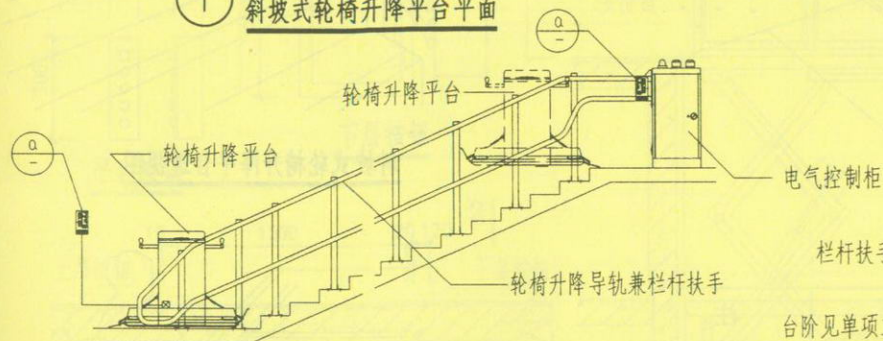 1
斜坡式轮椅升降平台平面
a
-
轮椅升降平台
a
-
轮椅升降平台
电气控制柜
栏杆扶手
轮椅升降导轨兼栏杆扶手
台阶见单项